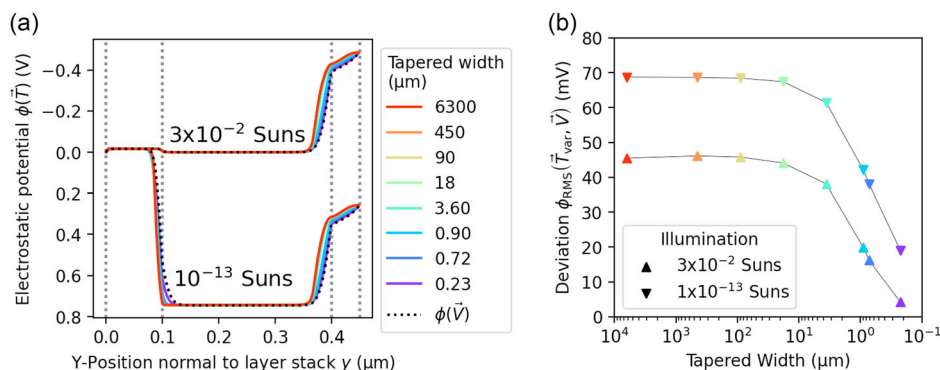 (a)
Electrostatic potential ϕ(T⃗) (V)
−0.4
−0.2
0.0
0.2
0.4
0.6
0.8
3x10⁻² Suns
10⁻¹³ Suns
0.0 0.1 0.2 0.3 0.4
Y-Position normal to layer stack y (μm)
Tapered width
(μm)
6300
450
90
18
3.60
0.90
0.72
0.23
ϕ(V⃗)
(b)
Deviation ϕRMS(T⃗var, V⃗) (mV)
80
70
60
50
40
30
20
10
0
Illumination
3x10⁻² Suns
1x10⁻¹³ Suns
10⁴ 10³ 10² 10¹ 10⁰ 10⁻¹
Tapered Width (μm)